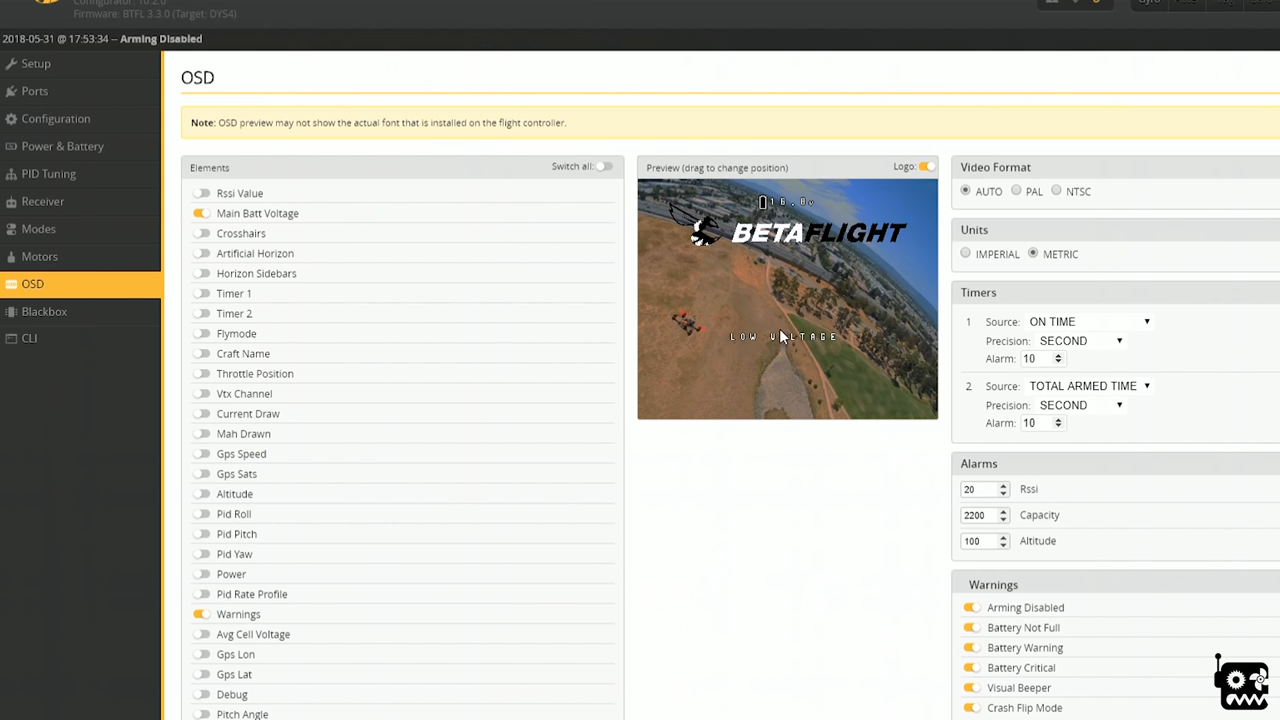 Configurator: 10.2.0
Firmware: BTFL 3.3.0 (Target: DYS4)
2018-05-31 @ 17:53:34 -- Arming Disabled
Setup
Ports
Configuration
Power & Battery
PID Tuning
Receiver
Modes
Motors
OSD
Blackbox
CLI
OSD
Note: OSD preview may not show the actual font that is installed on the flight controller.
Elements
Switch all:
Rssi Value
Main Batt Voltage
Crosshairs
Artificial Horizon
Horizon Sidebars
Timer 1
Timer 2
Flymode
Craft Name
Throttle Position
Vtx Channel
Current Draw
Mah Drawn
Gps Speed
Gps Sats
Altitude
Pid Roll
Pid Pitch
Pid Yaw
Power
Pid Rate Profile
Warnings
Avg Cell Voltage
Gps Lon
Gps Lat
Debug
Pitch Angle
Preview (drag to change position)
Logo:
16.8v
BETAFLIGHT
LOW V LTAGE
Video Format
AUTO PAL NTSC
Units
IMPERIAL METRIC
Timers
1 Source: ON TIME
Precision: SECOND
Alarm: 10
2 Source: TOTAL ARMED TIME
Precision: SECOND
Alarm: 10
Alarms
20 Rssi
2200 Capacity
100 Altitude
Warnings
Arming Disabled
Battery Not Full
Battery Warning
Battery Critical
Visual Beeper
Crash Flip Mode